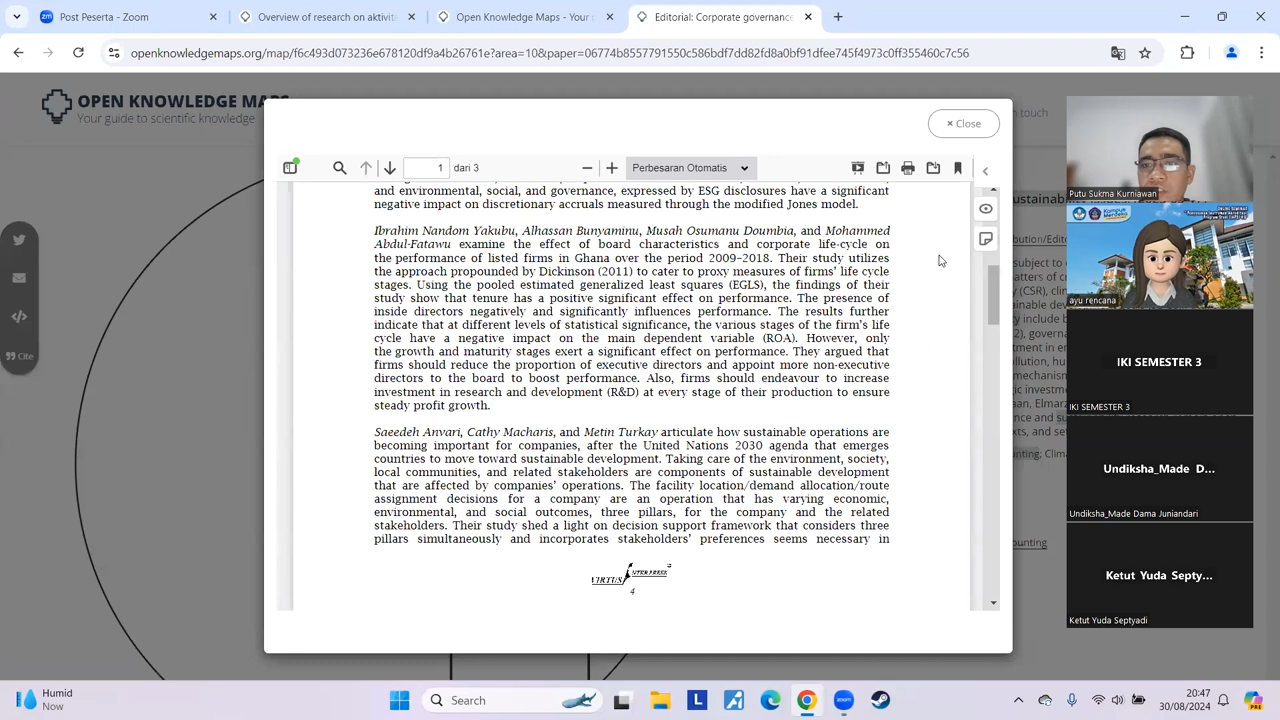 Post Peserta - Zoom
Overview of research on aktivit
Open Knowledge Maps - Your
Editorial: Corporate governance
openknowledgemaps.org/map/f6c493d073236e678120df9a4b26761e?area=10&paper=06774b8557791550c586bdf7dd82fd8a0bf91dfee745f4973c0ff355460c7c56
OPEN KNOWLEDGE MAPS
Your guide to scientific knowledge
n touch
× Close
1 dari 3
Perbesaran Otomatis
and environmental, social, and governance, expressed by ESG disclosures have a significant
negative impact on discretionary accruals measured through the modified Jones model.
Ibrahim Nandom Yakubu, Alhassan Bunyaminu, Musah Osumanu Doumbia, and Mohammed
Abdul-Fatawu examine the effect of board characteristics and corporate life-cycle on
the performance of listed firms in Ghana over the period 2009–2018. Their study utilizes
the approach propounded by Dickinson (2011) to cater to proxy measures of firms' life cycle
stages. Using the pooled estimated generalized least squares (EGLS), the findings of their
study show that tenure has a positive significant effect on performance. The presence of
inside directors negatively and significantly influences performance. The results further
indicate that at different levels of statistical significance, the various stages of the firm's life
cycle have a negative impact on the main dependent variable (ROA). However, only
the growth and maturity stages exert a significant effect on performance. They argued that
firms should reduce the proportion of executive directors and appoint more non-executive
directors to the board to boost performance. Also, firms should endeavour to increase
investment in research and development (R&D) at every stage of their production to ensure
steady profit growth.
Saeed Langari, Cathy Macharis, and Metin Turkay articulate how sustainable operations are
becoming important for companies, after the United Nations 2030 agenda that emerges
countries to move toward sustainable development. Taking care of the environment, society,
local communities, and related stakeholders are components of sustainable development
that are affected by companies' operations. The facility location/demand allocation/route
assignment decisions for a company are an operation that has varying economic,
environmental, and social outcomes, three pillars, for the company and the related
stakeholders. Their study shed a light on decision support framework that considers three
pillars simultaneously and incorporates stakeholders' preferences seems necessary in
4
Cite
Putu Sukma Kurniawan
ayu rencana
IKI SEMESTER 3
IKI SEMESTER 3
Undiksha_Made D...
Undiksha_Made Dama Juniandari
Ketut Yuda Septy...
Ketut Yuda Septyadi
bution/Edit
subject to
Clim
unting
Humid
Now
Search
20:47
30/08/2024